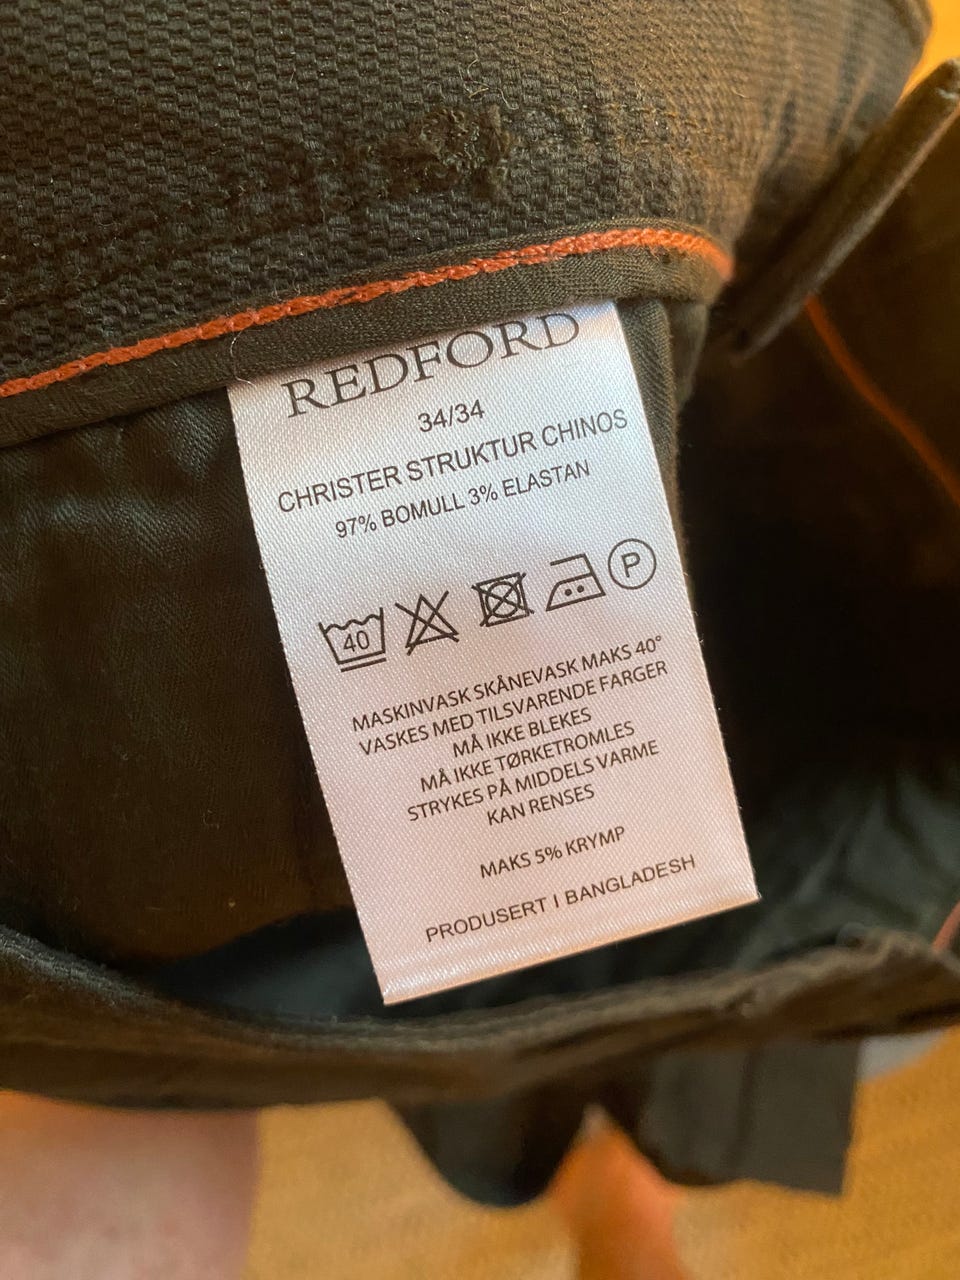 REDFORD
34/34
CHRISTER STRUKTUR CHINOS
97% BOMULL 3% ELASTAN
40 P
MASKINVASK SKÅNEVASK MAKS 40°
VASKES MED TILSVARENDE FARGER
MÅ IKKE BLEKES
MÅ IKKE TØRKETROMLES
STRYKES PÅ MIDDELS VARME
KAN RENSES
MAKS 5% KRYMP
PRODUSERT I BANGLADESH